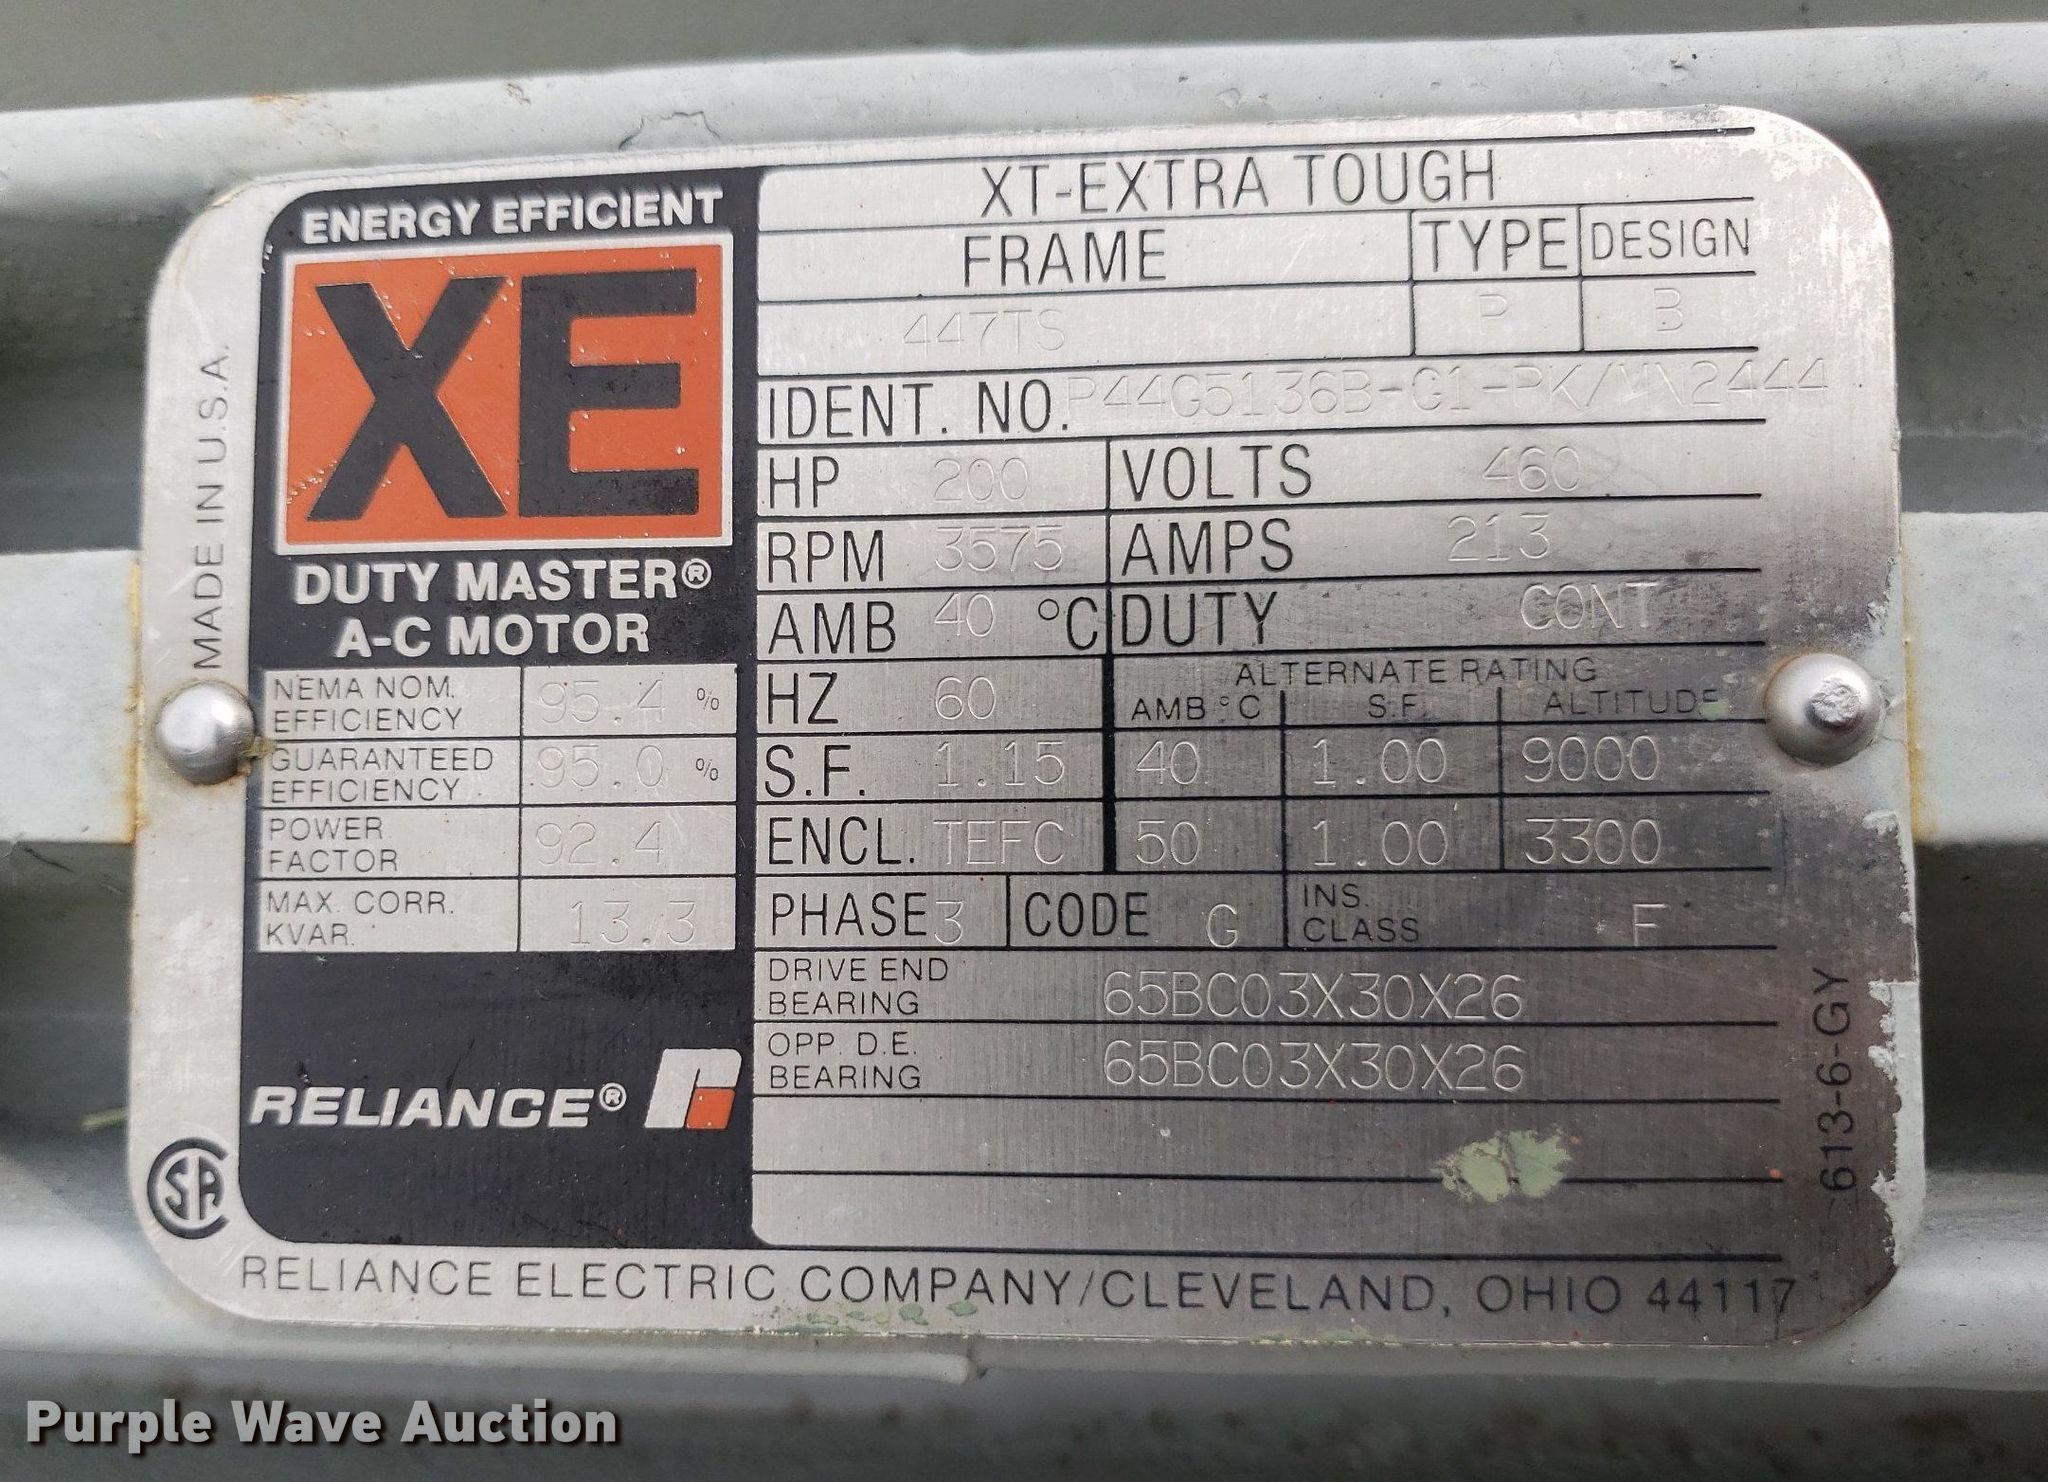 ENERGY EFFICIENT
XE
DUTY MASTER®
A-C MOTOR
NEMA NOM. EFFICIENCY 95.4 %
GUARANTEED EFFICIENCY 95.0 %
POWER FACTOR 92.4
MAX. CORR. KVAR. 13.3
RELIANCE®
MADE IN U.S.A.
SA
XT-EXTRA TOUGH
FRAME TYPE DESIGN
447TS P B
IDENT. NO. P44G5136B-G1-PK/ 2444
HP 200 VOLTS 460
RPM 3575 AMPS 213
AMB 40 °C DUTY CONT
HZ 60 ALTERNATE RATING
AMB °C S.F. ALTITUDE
S.F. 1.15 40 1.00 9000
ENCL. TEFC 50 1.00 3300
PHASE 3 CODE G INS. CLASS F
DRIVE END BEARING 65BC03X30X26
OPP. D.E. BEARING 65BC03X30X26
613-6-GY
RELIANCE ELECTRIC COMPANY/CLEVELAND, OHIO 44117
Purple Wave Auction